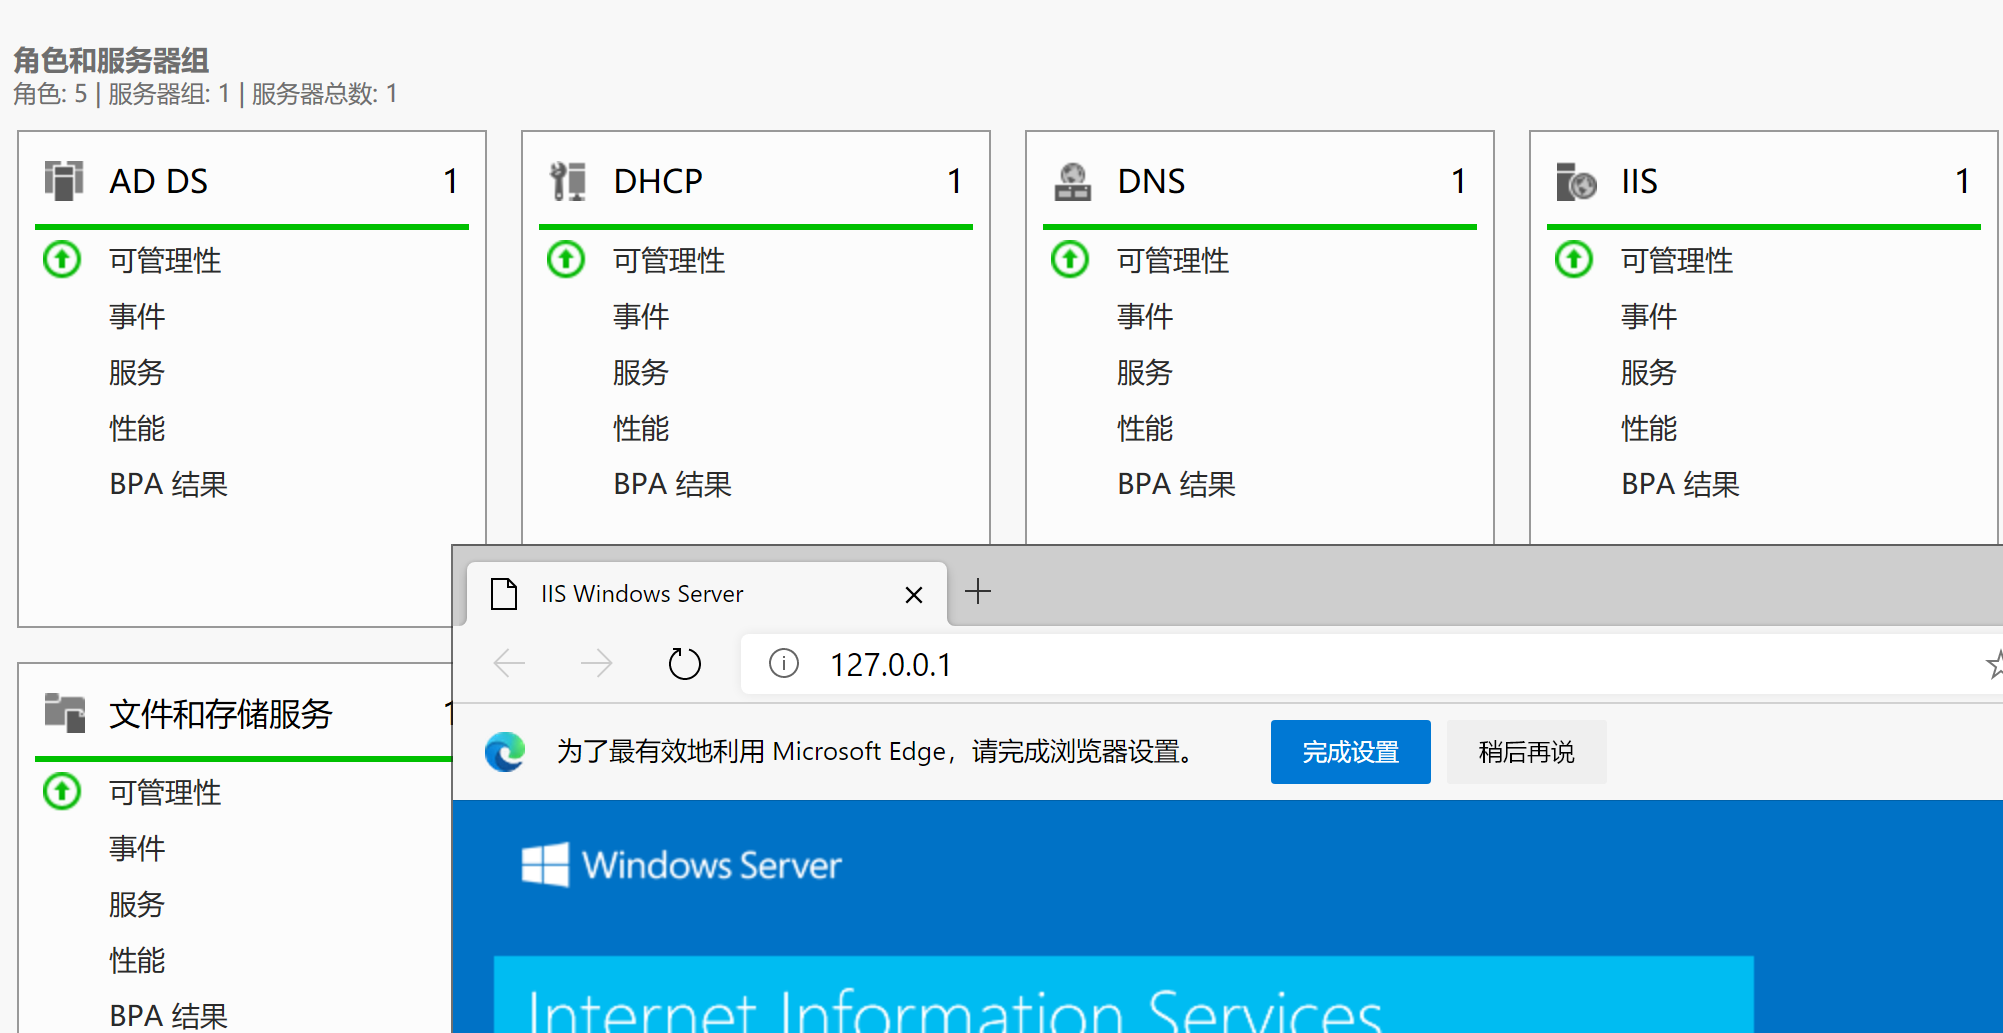 角色和服务器组
角色: 5 | 服务器组: 1 | 服务器总数: 1
AD DS 1
可管理性
事件
服务
性能
BPA 结果
DHCP 1
可管理性
事件
服务
性能
BPA 结果
DNS 1
可管理性
事件
服务
性能
BPA 结果
IIS 1
可管理性
事件
服务
性能
BPA 结果
文件和存储服务 1
可管理性
事件
服务
性能
BPA 结果
IIS Windows Server
127.0.0.1
为了最有效地利用 Microsoft Edge，请完成浏览器设置。 完成设置 稍后再说
Windows Server
Internet Information Services